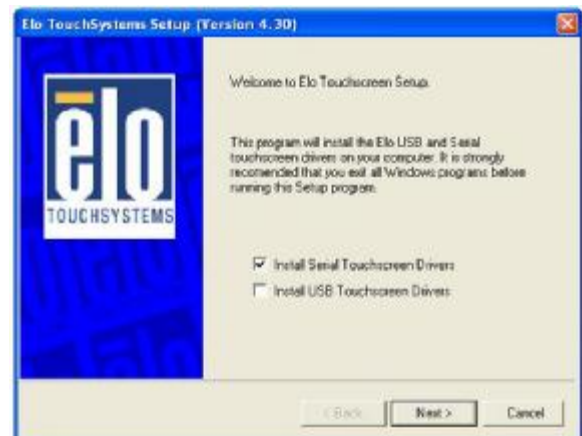 Elo TouchSystems Setup (Version 4.30)
ēlo
TOUCHSYSTEMS
Welcome to Elo Touchscreen Setup.
This program will install the Elo USB and Serial
touchscreen drivers on your computer. It is strongly
recomended that you exit all Windows programs before
running this Setup program.
Install Serial Touchscreen Drivers
Install USB Touchscreen Drivers
< Back
Next >
Cancel